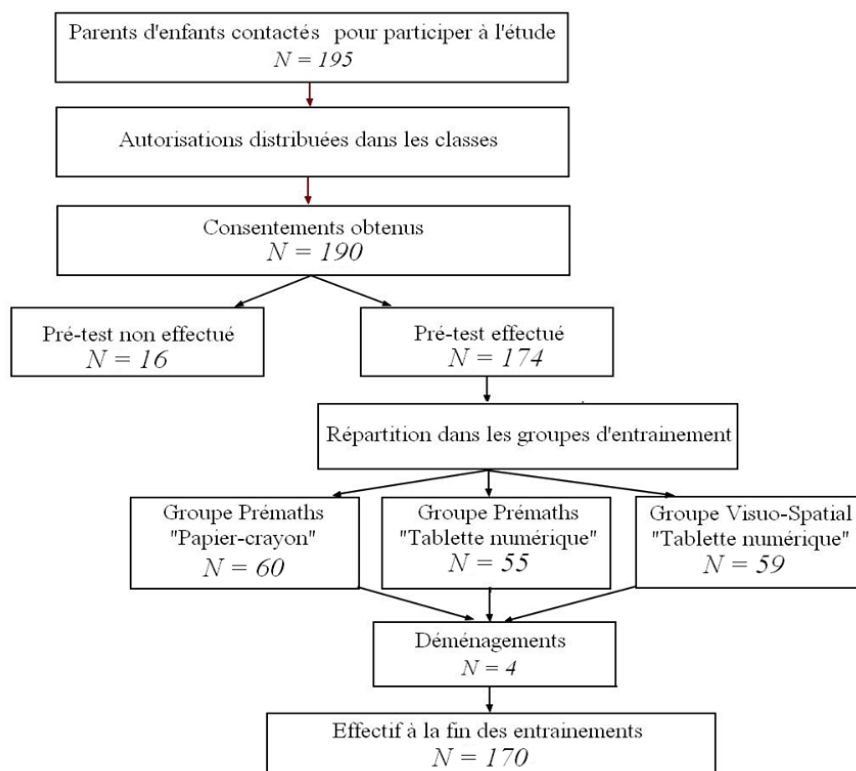 Parents d'enfants contactés pour participer à l'étude
N = 195
Autorisations distribuées dans les classes
Consentements obtenus
N = 190
Pré-test non effectué
N = 16
Pré-test effectué
N = 174
Répartition dans les groupes d'entrainement
Groupe Prémaths
"Papier-crayon"
N = 60
Groupe Prémaths
"Tablette numérique"
N = 55
Groupe Visuo-Spatial
"Tablette numérique"
N = 59
Déménagements
N = 4
Effectif à la fin des entrainements
N = 170